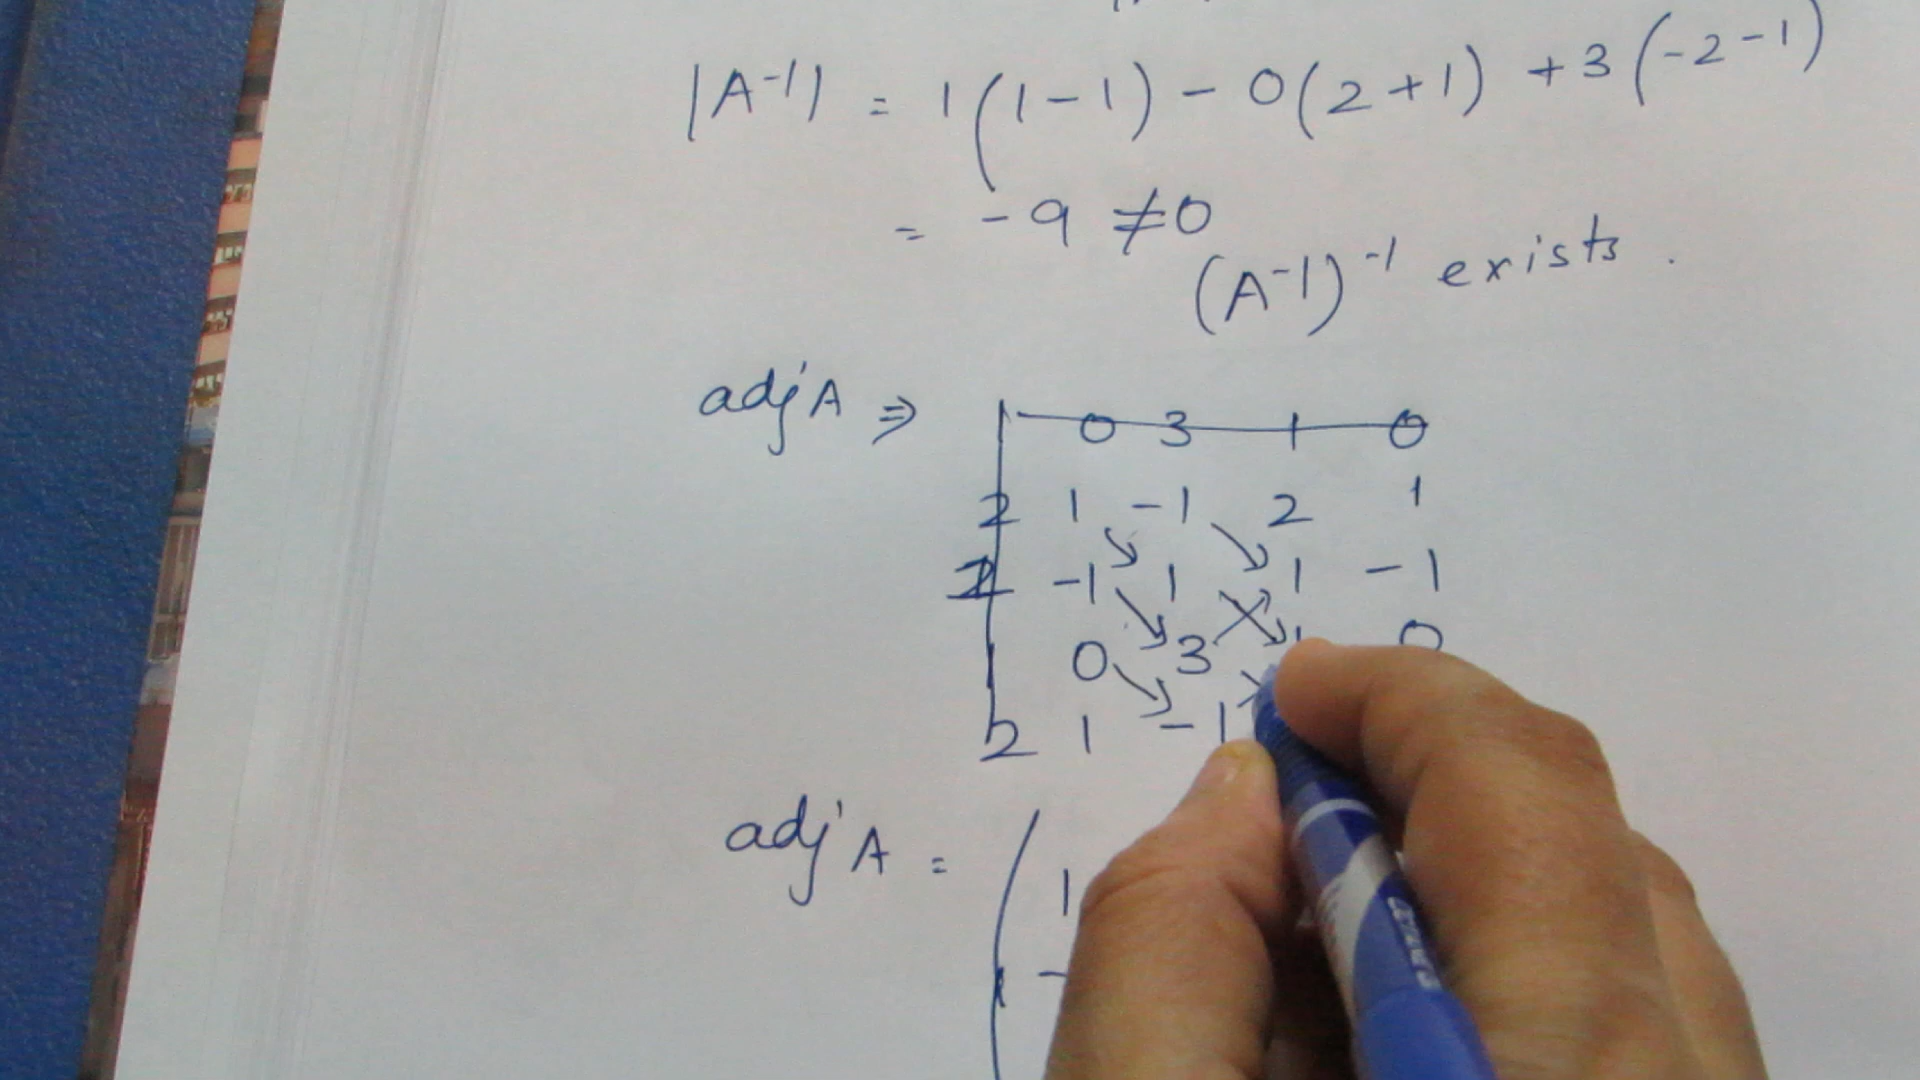 |A⁻¹| = 1(1-1) - 0(2+1) +3(-2-1)
= -9 ≠0
(A⁻¹)⁻¹ exists.
adj A ⇒
0 3 1 0
2 1 -1 2 1
-1 1 1 -1
0 3 1 0
2 1 -1
adj A = ( 1
-